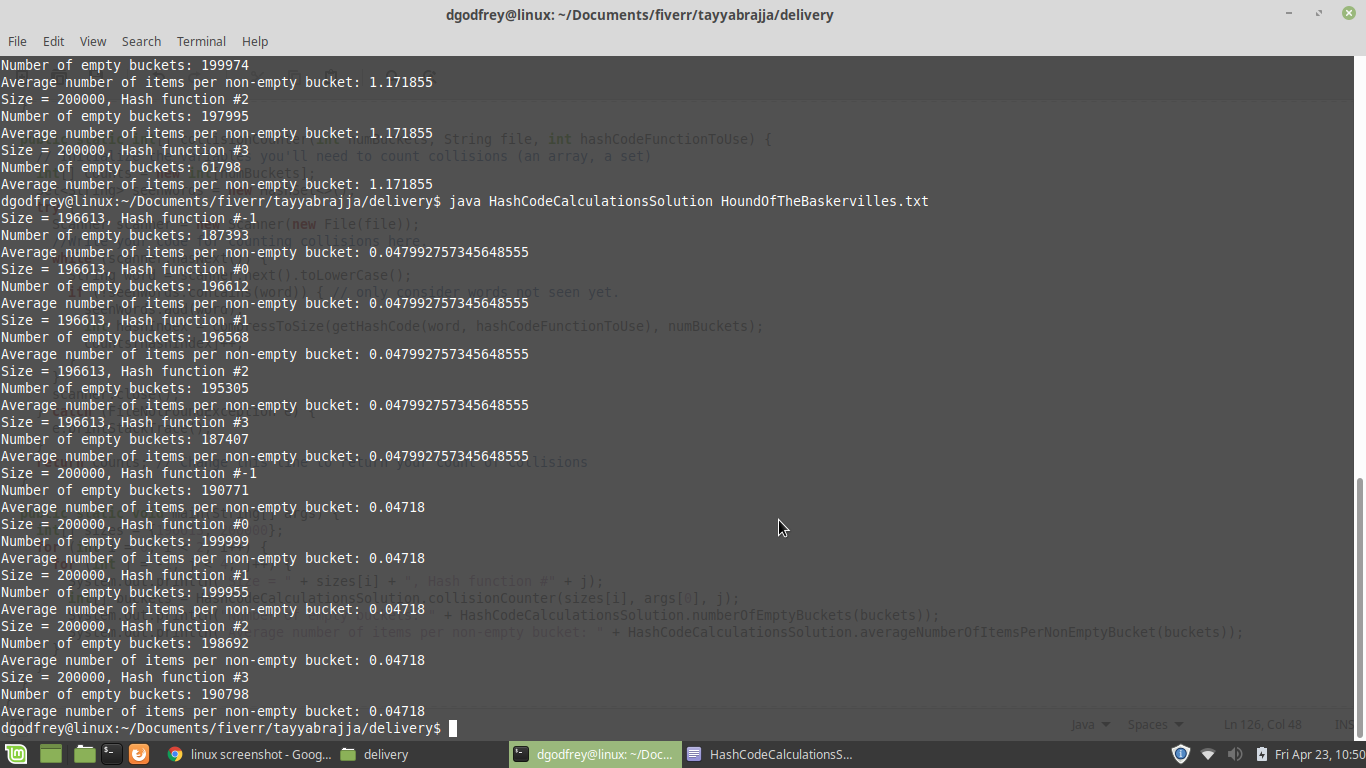 dgodfrey@linux: ~/Documents/fiverr/tayyabrajja/delivery
File Edit View Search Terminal Help
Number of empty buckets: 199974
Average number of items per non-empty bucket: 1.171855
Size = 200000, Hash function #2
Number of empty buckets: 197995
Average number of items per non-empty bucket: 1.171855
Size = 200000, Hash function #3
Number of empty buckets: 61798
Average number of items per non-empty bucket: 1.171855
dgodfrey@linux:~/Documents/fiverr/tayyabrajja/delivery$ java HashCodeCalculationsSolution HoundOfTheBaskervilles.txt
Size = 196613, Hash function #-1
Number of empty buckets: 187393
Average number of items per non-empty bucket: 0.047992757345648555
Size = 196613, Hash function #0
Number of empty buckets: 196612
Average number of items per non-empty bucket: 0.047992757345648555
Size = 196613, Hash function #1
Number of empty buckets: 196568
Average number of items per non-empty bucket: 0.047992757345648555
Size = 196613, Hash function #2
Number of empty buckets: 195305
Average number of items per non-empty bucket: 0.047992757345648555
Size = 196613, Hash function #3
Number of empty buckets: 187407
Average number of items per non-empty bucket: 0.047992757345648555
Size = 200000, Hash function #-1
Number of empty buckets: 190771
Average number of items per non-empty bucket: 0.04718
Size = 200000, Hash function #0
Number of empty buckets: 199999
Average number of items per non-empty bucket: 0.04718
Size = 200000, Hash function #1
Number of empty buckets: 199955
Average number of items per non-empty bucket: 0.04718
Size = 200000, Hash function #2
Number of empty buckets: 198692
Average number of items per non-empty bucket: 0.04718
Size = 200000, Hash function #3
Number of empty buckets: 190798
Average number of items per non-empty bucket: 0.04718
dgodfrey@linux:~/Documents/fiverr/tayyabrajja/delivery$
Java Spaces Ln 126, Col 48 INS
linux screenshot - Goog... delivery dgodfrey@linux: ~/Doc... HashCodeCalculationsS... Fri Apr 23, 10:50